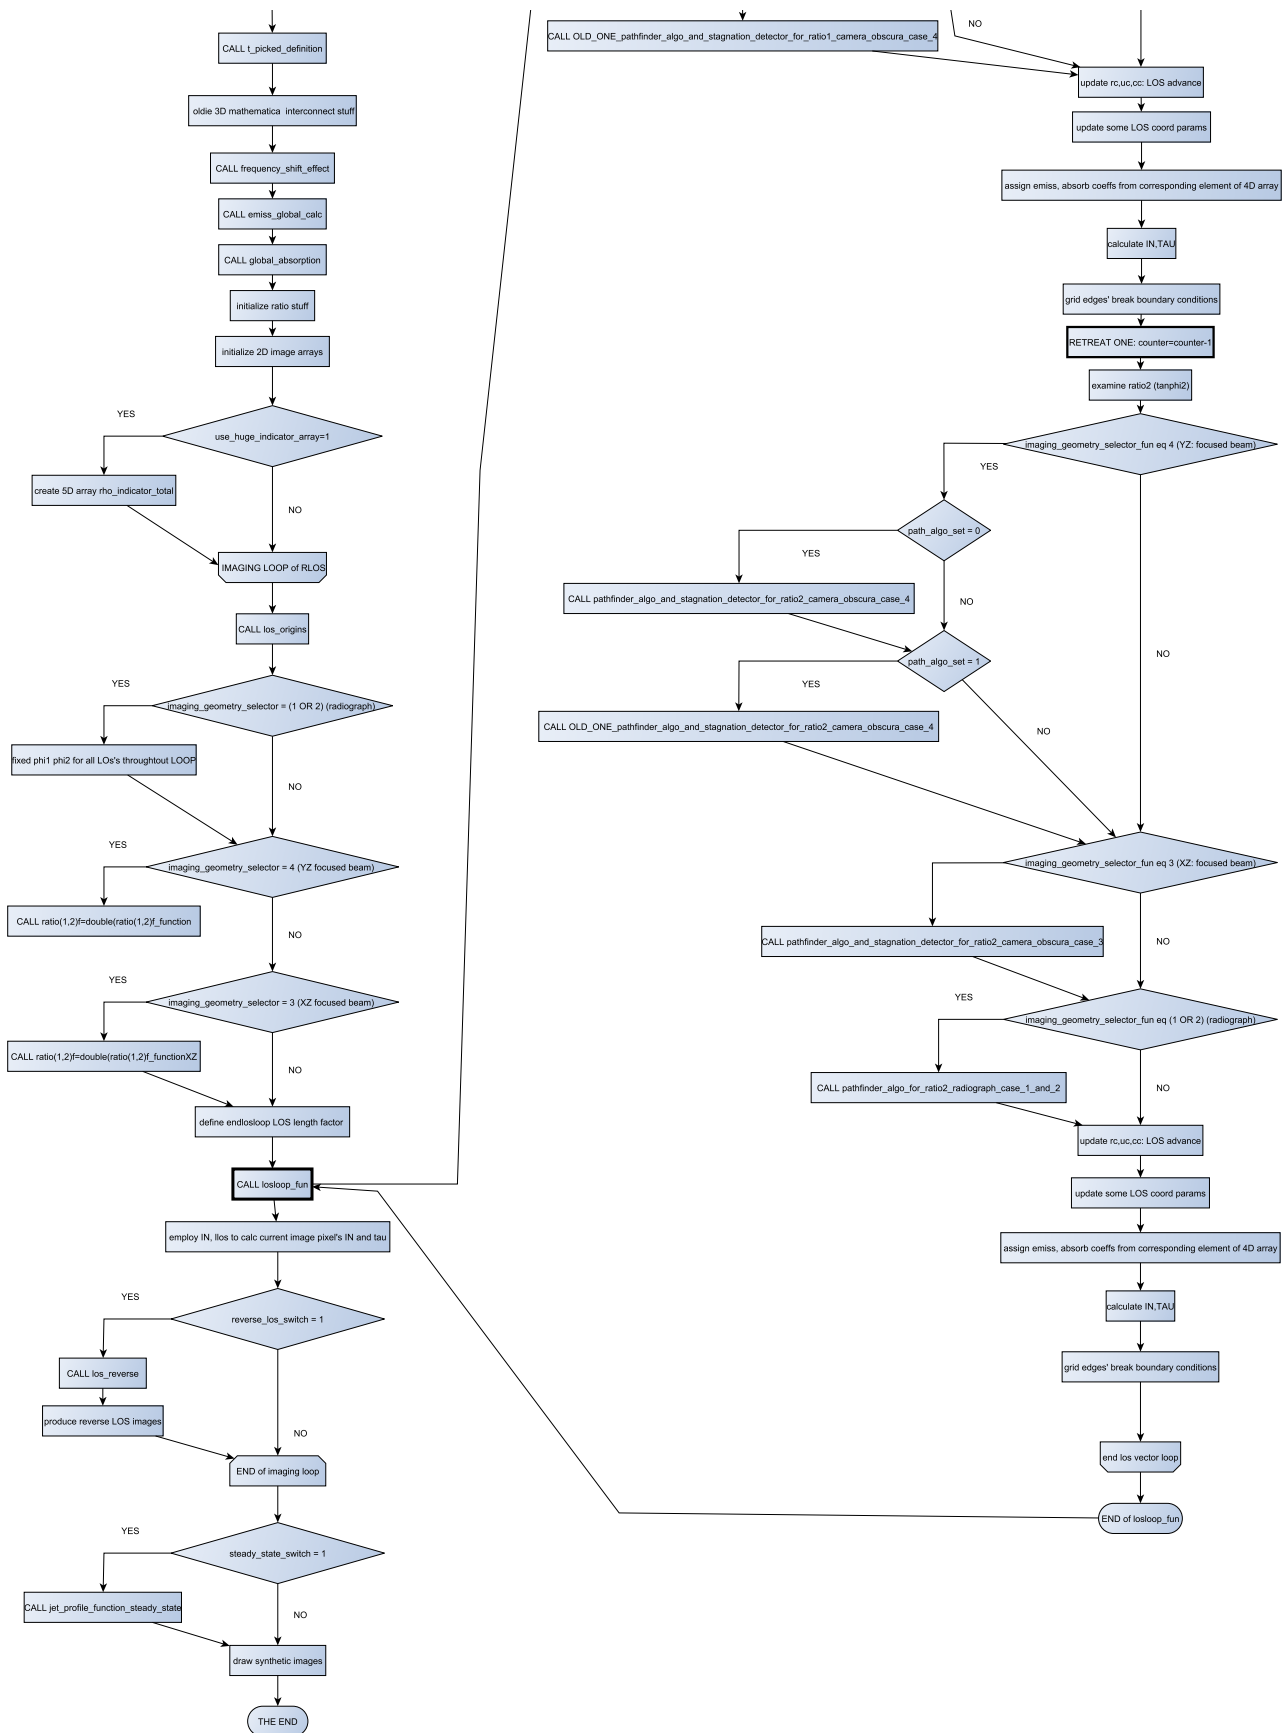 CALL t_picked_definition
oldie 3D mathematica interconnect stuff
CALL frequency_shift_effect
CALL emiss_global_calc
CALL global_absorption
initialize ratio stuff
initialize 2D image arrays
YES
use_huge_indicator_array=1
create 5D array rho_indicator_total
NO
IMAGING LOOP of RLOS
CALL los_origins
YES
imaging_geometry_selector = (1 OR 2) (radiograph)
fixed phi1 phi2 for all LOs's throughtout LOOP
NO
YES
imaging_geometry_selector = 4 (YZ focused beam)
CALL ratio(1,2)f=double(ratio(1,2)f_function
NO
YES
imaging_geometry_selector = 3 (XZ focused beam)
CALL ratio(1,2)f=double(ratio(1,2)f_functionXZ
NO
define endlosloop LOS length factor
CALL losloop_fun
employ IN, llos to calc current image pixel's IN and tau
YES
reverse_los_switch = 1
CALL los_reverse
produce reverse LOS images
NO
END of imaging loop
YES
steady_state_switch = 1
CALL jet_profile_function_steady_state
NO
draw synthetic images
THE END
NO
CALL OLD_ONE_pathfinder_algo_and_stagnation_detector_for_ratio1_camera_obscura_case_4
update rc,uc,cc: LOS advance
update some LOS coord params
assign emiss, absorb coeffs from corresponding element of 4D array
calculate IN,TAU
grid edges' break boundary conditions
RETREAT ONE: counter=counter-1
examine ratio2 (tanphi2)
imaging_geometry_selector_fun eq 4 (YZ: focused beam)
YES
path_algo_set = 0
YES
CALL pathfinder_algo_and_stagnation_detector_for_ratio2_camera_obscura_case_4
NO
path_algo_set = 1
NO
YES
CALL OLD_ONE_pathfinder_algo_and_stagnation_detector_for_ratio2_camera_obscura_case_4
NO
imaging_geometry_selector_fun eq 3 (XZ: focused beam)
CALL pathfinder_algo_and_stagnation_detector_for_ratio2_camera_obscura_case_3
NO
YES
imaging_geometry_selector_fun eq (1 OR 2) (radiograph)
CALL pathfinder_algo_for_ratio2_radiograph_case_1_and_2
NO
update rc,uc,cc: LOS advance
update some LOS coord params
assign emiss, absorb coeffs from corresponding element of 4D array
calculate IN,TAU
grid edges' break boundary conditions
end los vector loop
END of losloop_fun